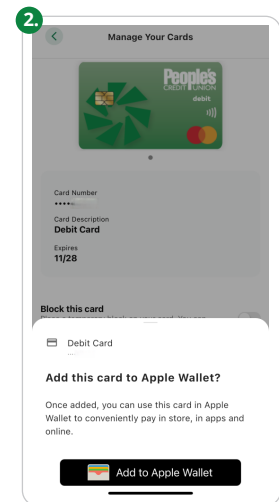 2.
Manage Your Cards
People's
CREDIT UNION
debit
Card Number
••••
Card Description
Debit Card
Expires
11/28
Block this card
Debit Card
...
Add this card to Apple Wallet?
Once added, you can use this card in Apple
Wallet to conveniently pay in store, in apps and
online.
Add to Apple Wallet